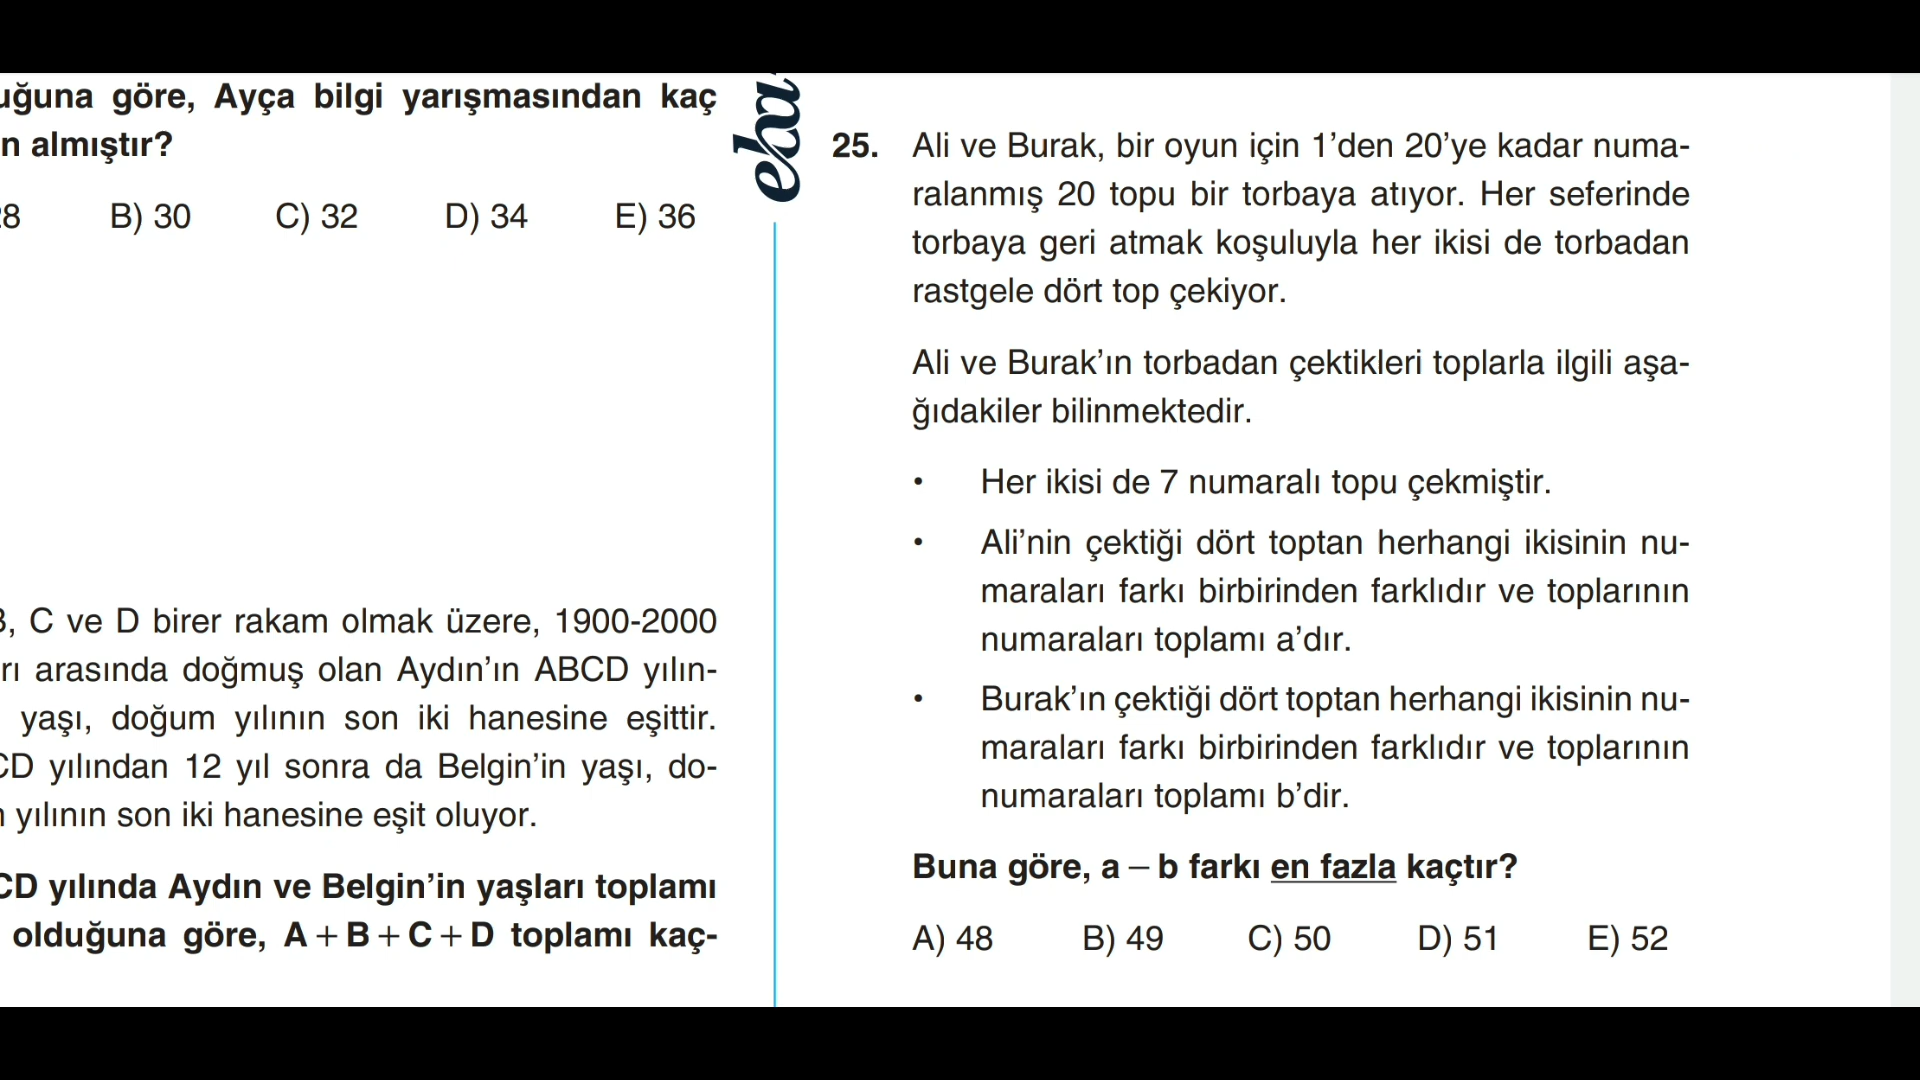 uğuna göre, Ayça bilgi yarışmasından kaç
n almıştır?
28 B) 30 C) 32 D) 34 E) 36
B, C ve D birer rakam olmak üzere, 1900-2000
rı arasında doğmuş olan Aydın’ın ABCD yılın-
yaşı, doğum yılının son iki hanesine eşittir.
CD yılından 12 yıl sonra da Belgin’in yaşı, do-
n yılının son iki hanesine eşit oluyor.
CD yılında Aydın ve Belgin’in yaşları toplamı
olduğuna göre, A + B + C + D toplamı kaç-
eba
25. Ali ve Burak, bir oyun için 1’den 20’ye kadar numa-
ralanmış 20 topu bir torbaya atıyor. Her seferinde
torbaya geri atmak koşuluyla her ikisi de torbadan
rastgele dört top çekiyor.
Ali ve Burak’ın torbadan çektikleri toplarla ilgili aşa-
ğıdakiler bilinmektedir.
• Her ikisi de 7 numaralı topu çekmiştir.
• Ali’nin çektiği dört toptan herhangi ikisinin nu-
maraları farkı birbirinden farklıdır ve toplarının
numaraları toplamı a’dır.
• Burak’ın çektiği dört toptan herhangi ikisinin nu-
maraları farkı birbirinden farklıdır ve toplarının
numaraları toplamı b’dir.
Buna göre, a – b farkı en fazla kaçtır?
A) 48 B) 49 C) 50 D) 51 E) 52